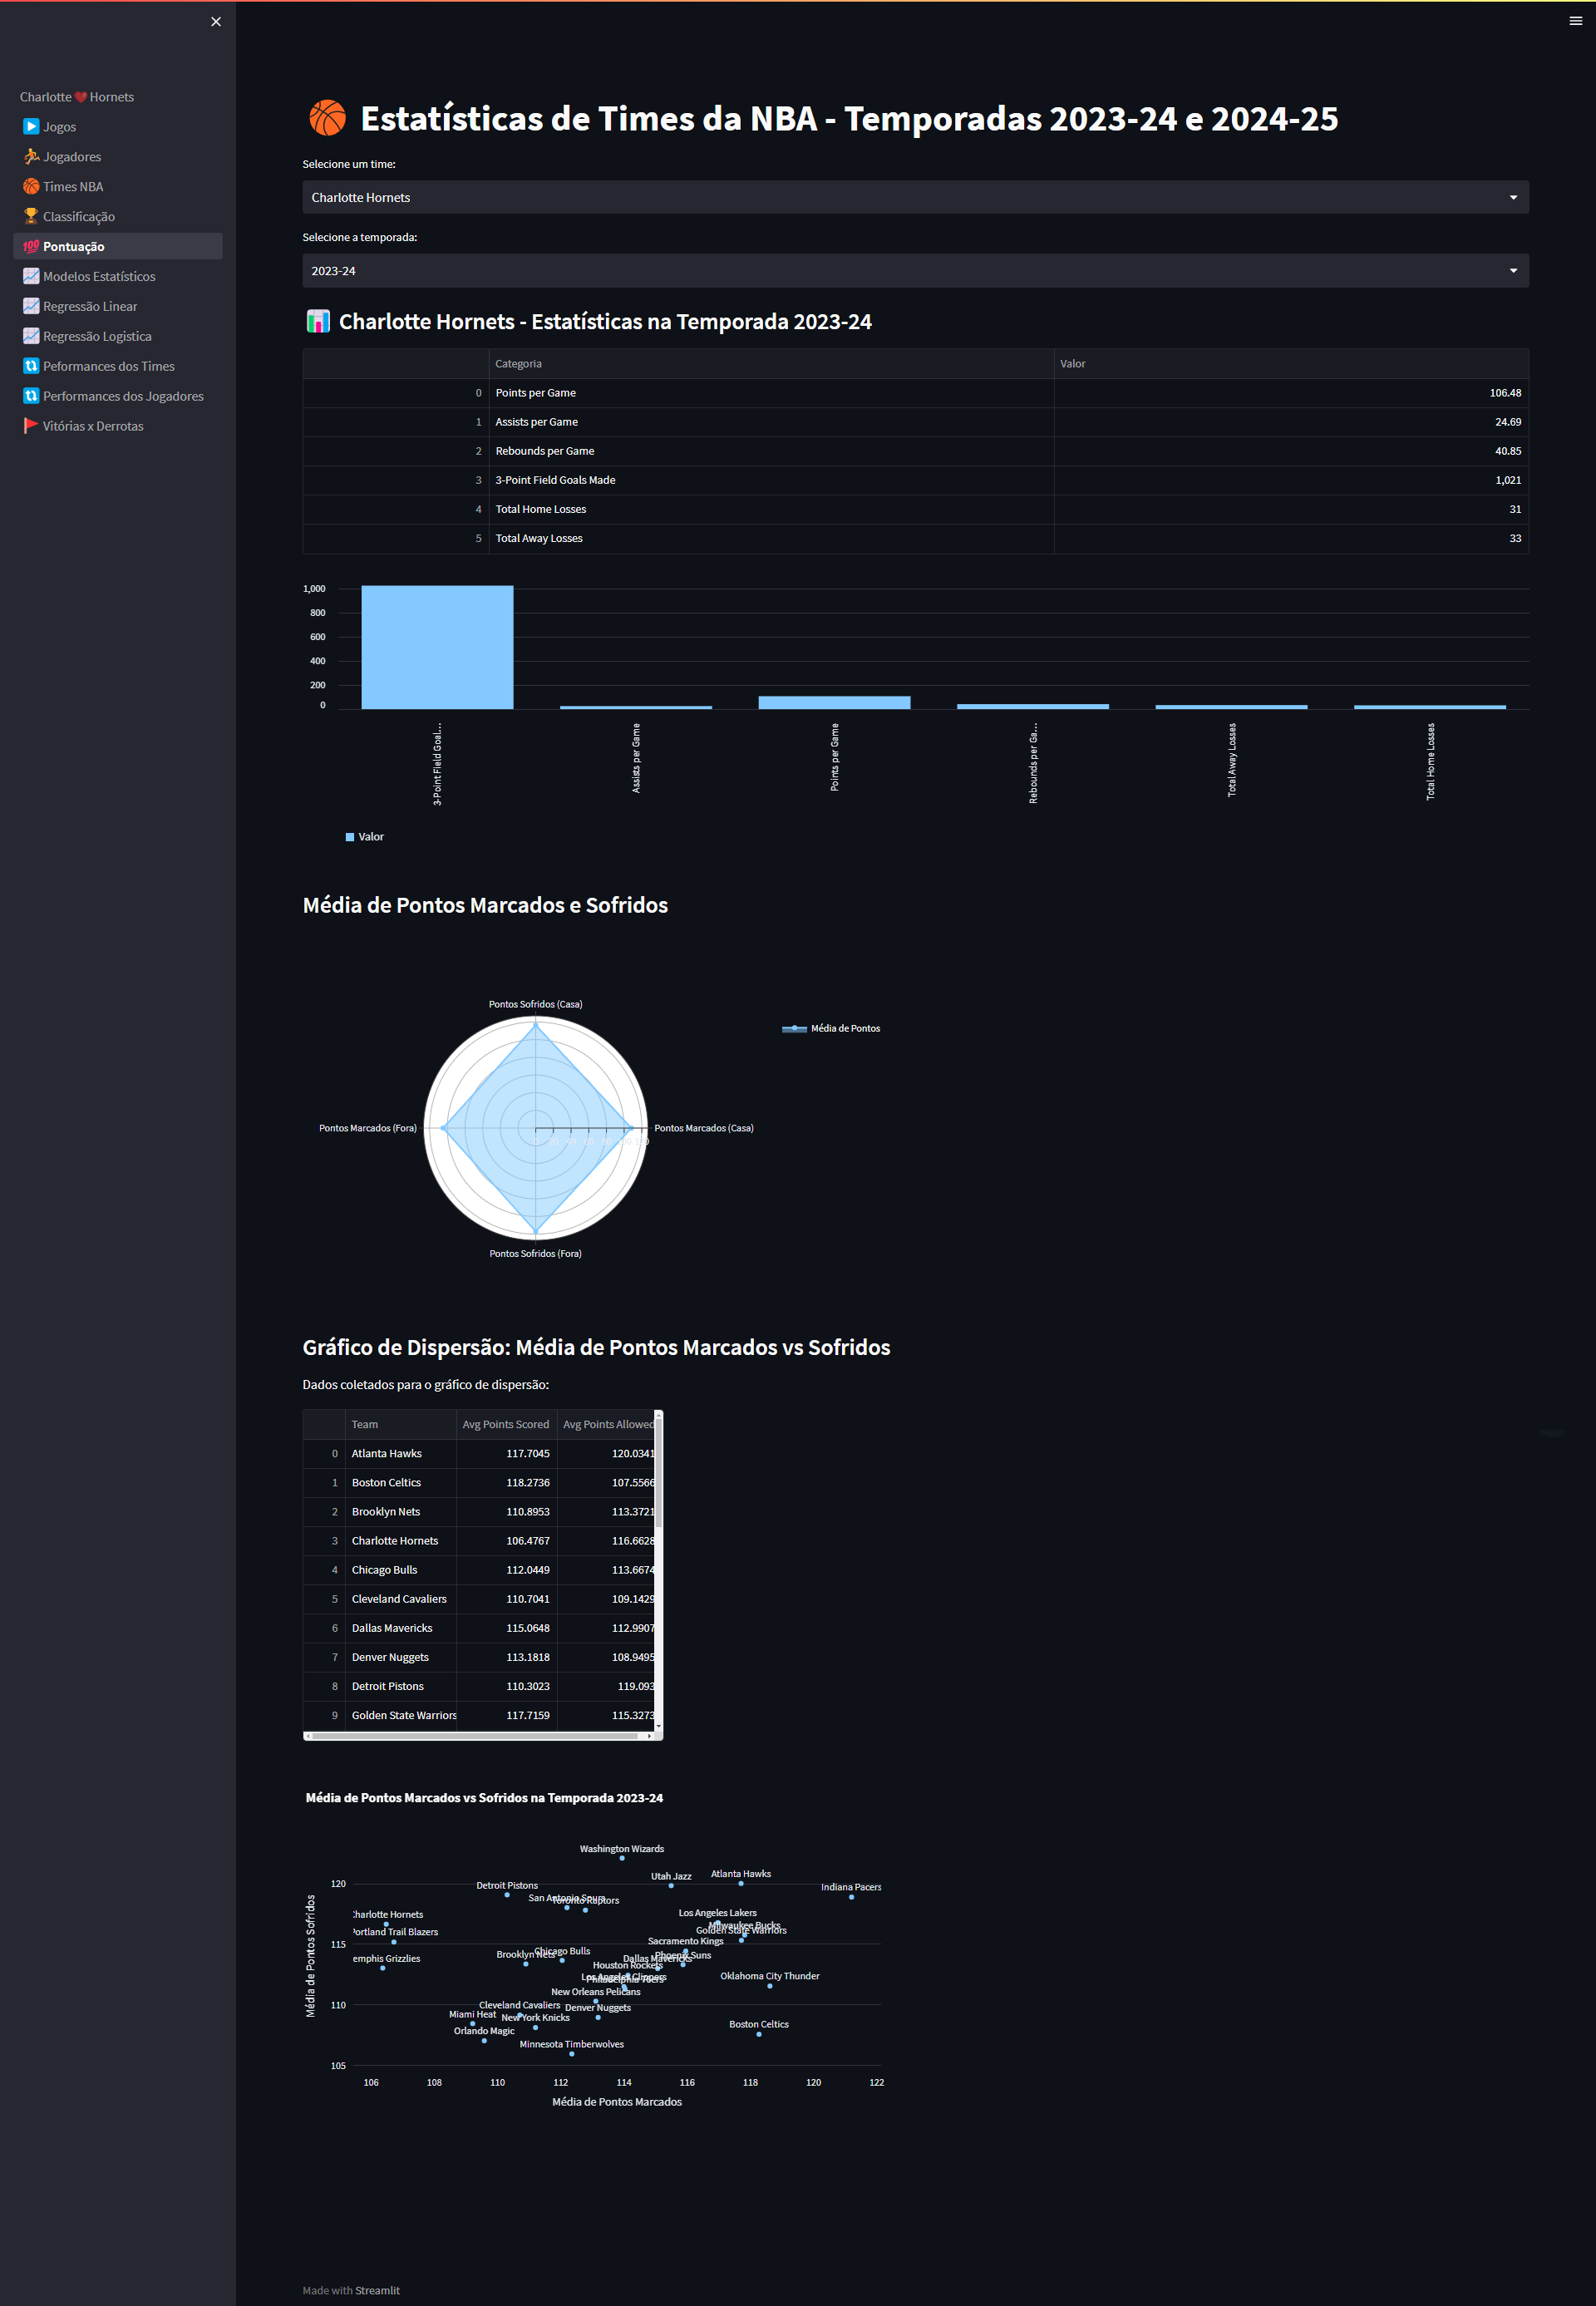 Charlotte ❤️ Hornets
Jogos
Jogadores
Times NBA
Classificação
Pontuação
Modelos Estatísticos
Regressão Linear
Regressão Logistica
Peformances dos Times
Performances dos Jogadores
Vitórias x Derrotas
Estatísticas de Times da NBA - Temporadas 2023-24 e 2024-25
Selecione um time:
Charlotte Hornets
Selecione a temporada:
2023-24
Charlotte Hornets - Estatísticas na Temporada 2023-24
Categoria Valor
0 Points per Game 106.48
1 Assists per Game 24.69
2 Rebounds per Game 40.85
3 3-Point Field Goals Made 1,021
4 Total Home Losses 31
5 Total Away Losses 33
1,000
800
600
400
200
0
3-Point Field Goal…
Assists per Game
Points per Game
Rebounds per Ga…
Total Away Losses
Total Home Losses
Valor
Média de Pontos Marcados e Sofridos
Pontos Sofridos (Casa)
Média de Pontos
Pontos Marcados (Fora)
0 20 40 60 80 100
Pontos Marcados (Casa)
Pontos Sofridos (Fora)
Gráfico de Dispersão: Média de Pontos Marcados vs Sofridos
Dados coletados para o gráfico de dispersão:
Team Avg Points Scored Avg Points Allowed
0 Atlanta Hawks 117.7045 120.0341
1 Boston Celtics 118.2736 107.5566
2 Brooklyn Nets 110.8953 113.3721
3 Charlotte Hornets 106.4767 116.6628
4 Chicago Bulls 112.0449 113.6674
5 Cleveland Cavaliers 110.7041 109.1429
6 Dallas Mavericks 115.0648 112.9907
7 Denver Nuggets 113.1818 108.9495
8 Detroit Pistons 110.3023 119.093
9 Golden State Warriors 117.7159 115.3273
Média de Pontos Marcados vs Sofridos na Temporada 2023-24
Washington Wizards
Utah Jazz
Atlanta Hawks
120
Detroit Pistons
Indiana Pacers
San Antonio Spurs
Toronto Raptors
harlotte Hornets
Los Angeles Lakers
Milwaukee Bucks
Portland Trail Blazers
Golden State Warriors
Sacramento Kings
115
Brooklyn Nets
Chicago Bulls
Phoenix Suns
emphis Grizzlies
Dallas Mavericks
Houston Rockets
Los Angeles Clippers
Philadelphia 76ers
Oklahoma City Thunder
New Orleans Pelicans
110
Cleveland Cavaliers
Denver Nuggets
Miami Heat
New York Knicks
Boston Celtics
Orlando Magic
Minnesota Timberwolves
105
106 108 110 112 114 116 118 120 122
Média de Pontos Sofridos
Média de Pontos Marcados
Made with Streamlit